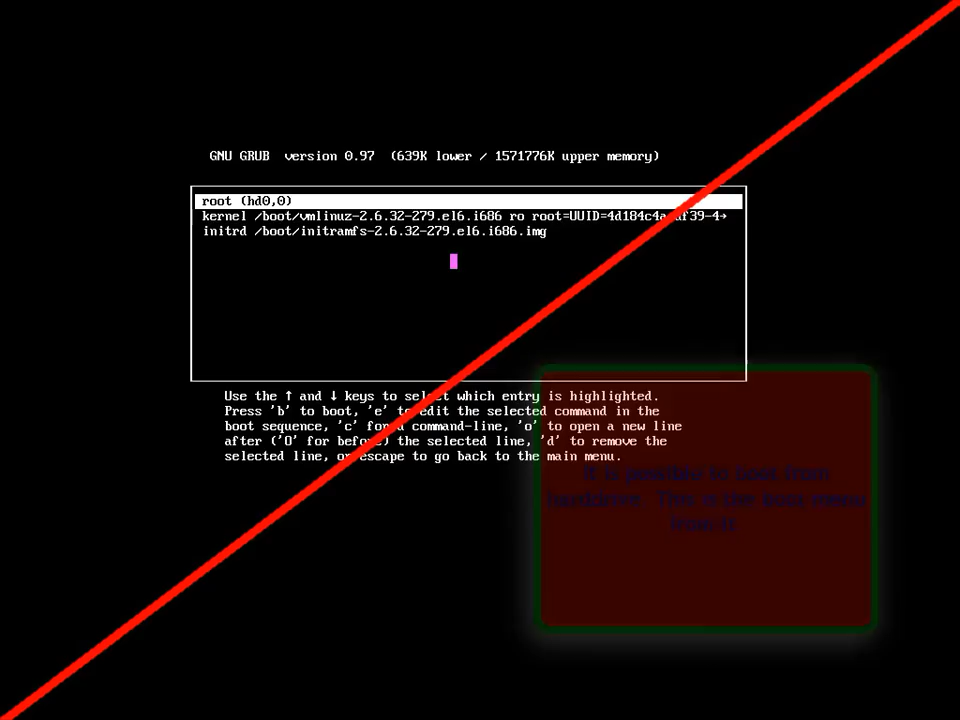 GNU GRUB version 0.97 (639K lower / 1571776K upper memory)
root (hd0,0)
kernel /boot/vmlinuz-2.6.32-279.el6.i686 ro root=UUID=4d184c4a- f39-4→
initrd /boot/initramfs-2.6.32-279.el6.i686.img
Use the ↑ and ↓ keys to select which entry is highlighted.
Press 'b' to boot, 'e' to edit the selected command in the
boot sequence, 'c' for a command-line, 'o' to open a new line
after ('O' for before) the selected line, 'd' to remove the
selected line, or escape to go back to the main menu.
It is to boot from
This is the boot menu